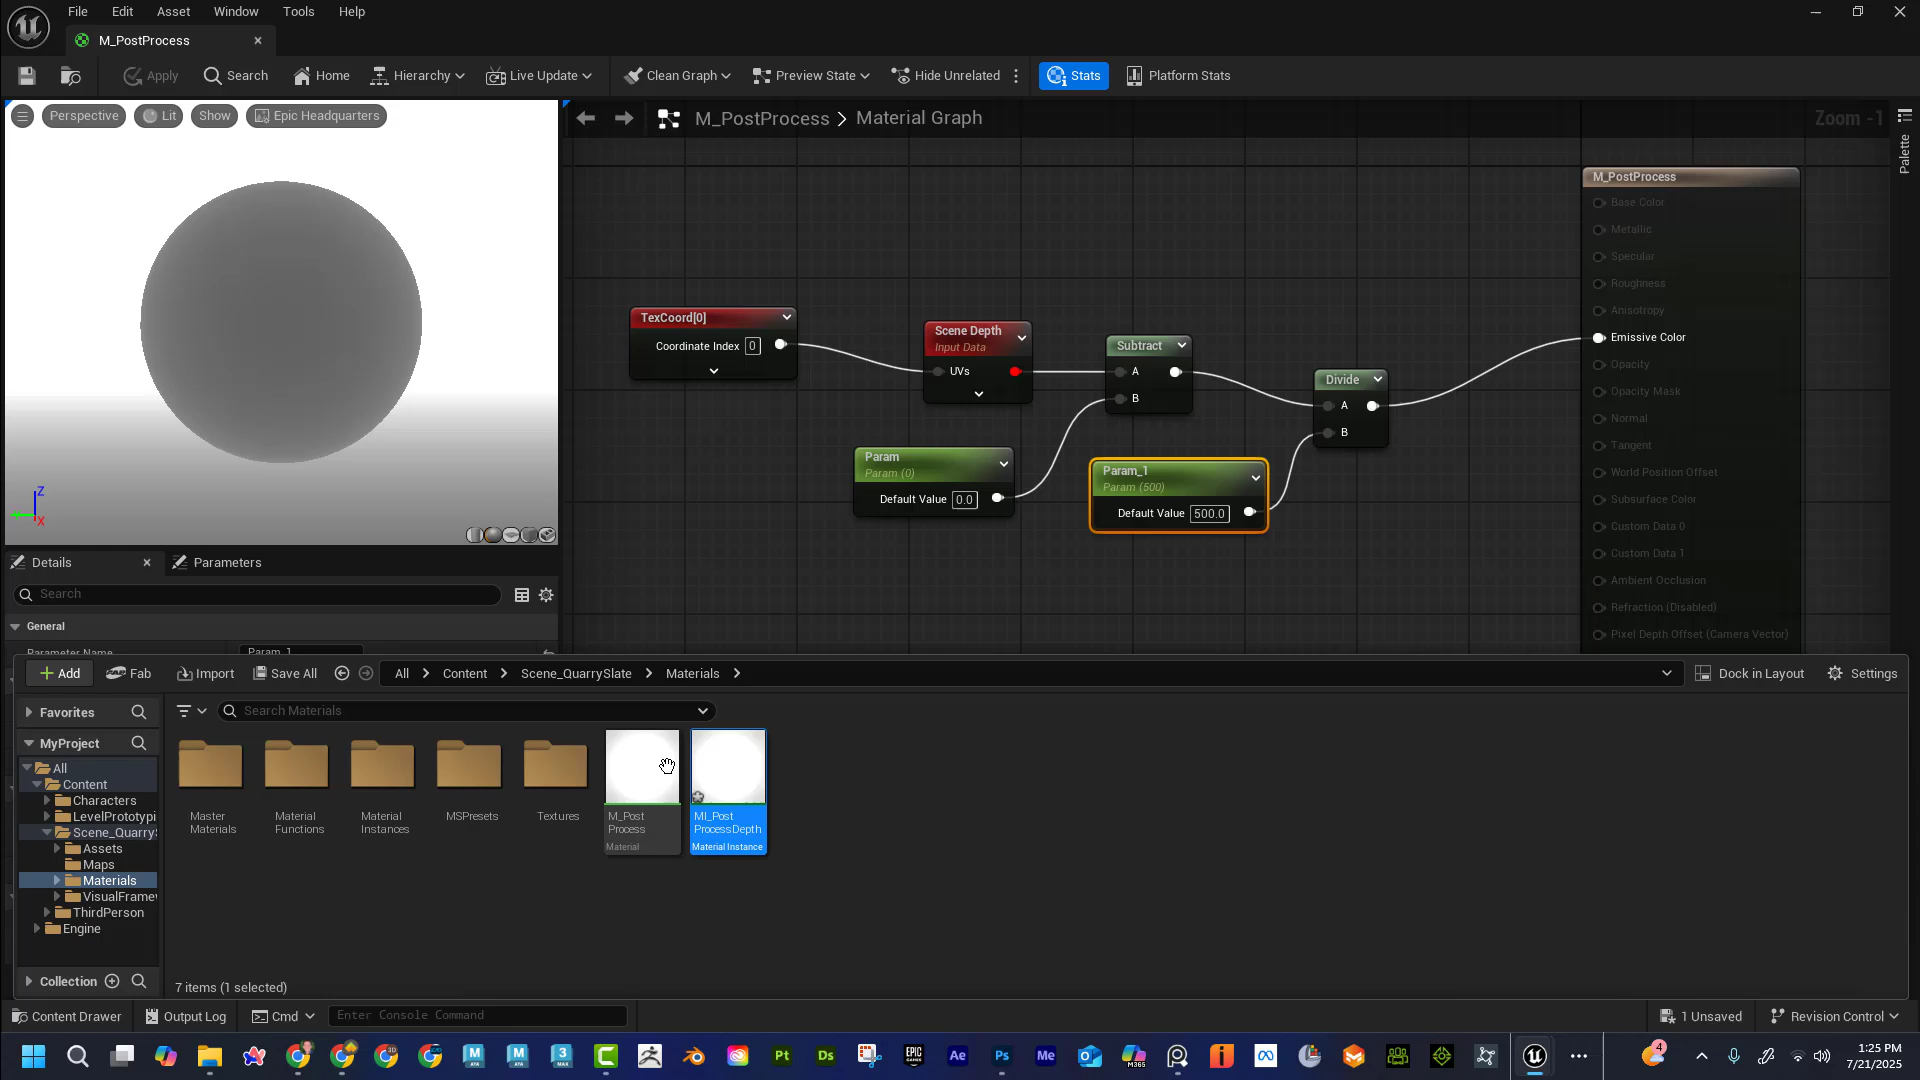 File Edit Asset Window Tools Help
M_PostProcess
Apply Search Home Hierarchy Live Update Clean Graph Preview State Hide Unrelated Stats Platform Stats
Perspective Lit Show Epic Headquarters
M_PostProcess > Material Graph
Zoom -1
Palette
M_PostProcess
Base Color
Metallic
Specular
Roughness
Anisotropy
Emissive Color
Opacity
Opacity Mask
Normal
Tangent
World Position Offset
Subsurface Color
Custom Data 0
Custom Data 1
Ambient Occlusion
Refraction (Disabled)
Pixel Depth Offset (Camera Vector)
TexCoord[0]
Coordinate Index 0
Scene Depth
Input Data
UVs
Subtract
A
B
Divide
A
B
Param
Param (0)
Default Value 0.0
Param_1
Param (500)
Default Value 500.0
Z
X
Details Parameters
Search
General
Parameter Name Param_1
Add Fab Import Save All All > Content > Scene_QuarrySlate > Materials > Dock in Layout Settings
Favorites
Search Materials
MyProject
All
Content
Characters
LevelPrototypi
Scene_QuarryS
Assets
Maps
Materials
VisualFramew
ThirdPerson
Engine
Collection
Master
Materials
Material
Functions
Material
Instances
MSPresets
Textures
M_Post
Process
Material
MI_Post
ProcessDepth
Material Instance
7 items (1 selected)
Content Drawer Output Log Cmd Enter Console Command 1 Unsaved Revision Control
1:25 PM
7/21/2025